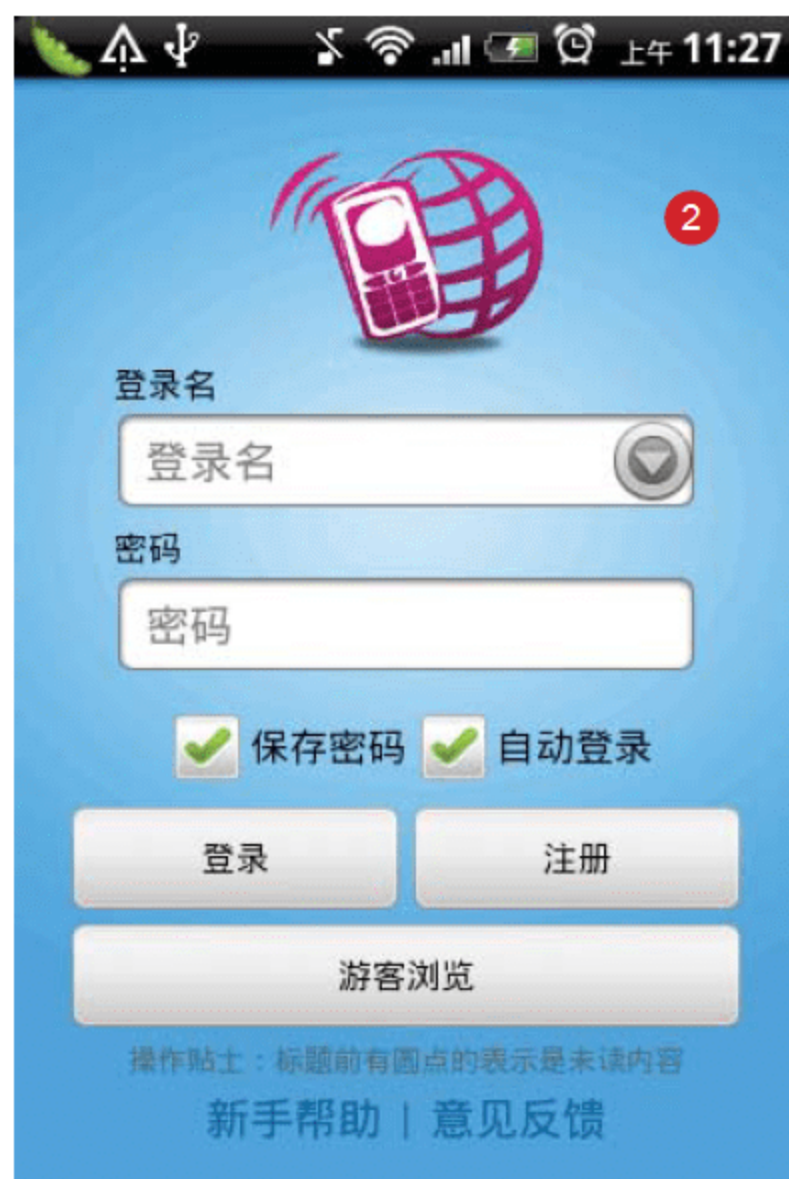 上午 11:27
2
登录名
登录名
密码
密码
保存密码 自动登录
登录 注册
游客浏览
操作贴士：标题前有圆点的表示是未读内容
新手帮助 | 意见反馈